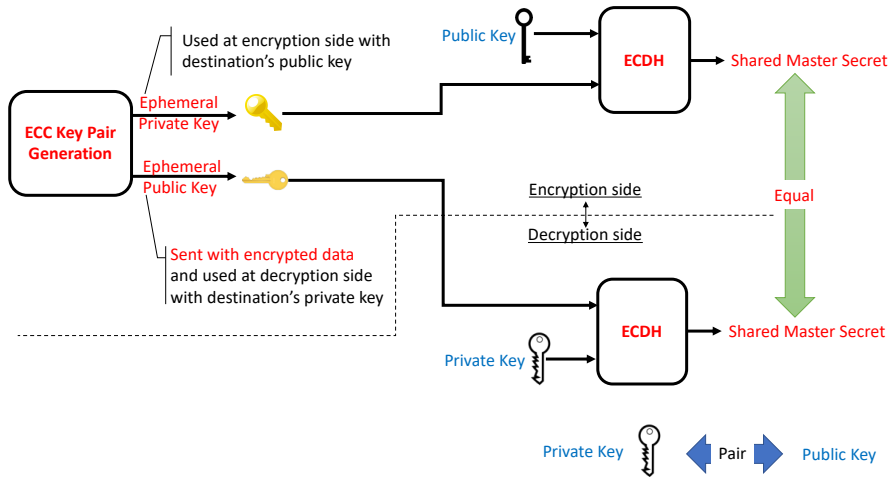 Used at encryption side with
destination's public key
Public Key
ECDH
Shared Master Secret
ECC Key Pair
Generation
Ephemeral
Private Key
Ephemeral
Public Key
Encryption side
Equal
Decryption side
Sent with encrypted data
and used at decryption side
with destination's private key
ECDH
Shared Master Secret
Private Key
Private Key
Pair
Public Key